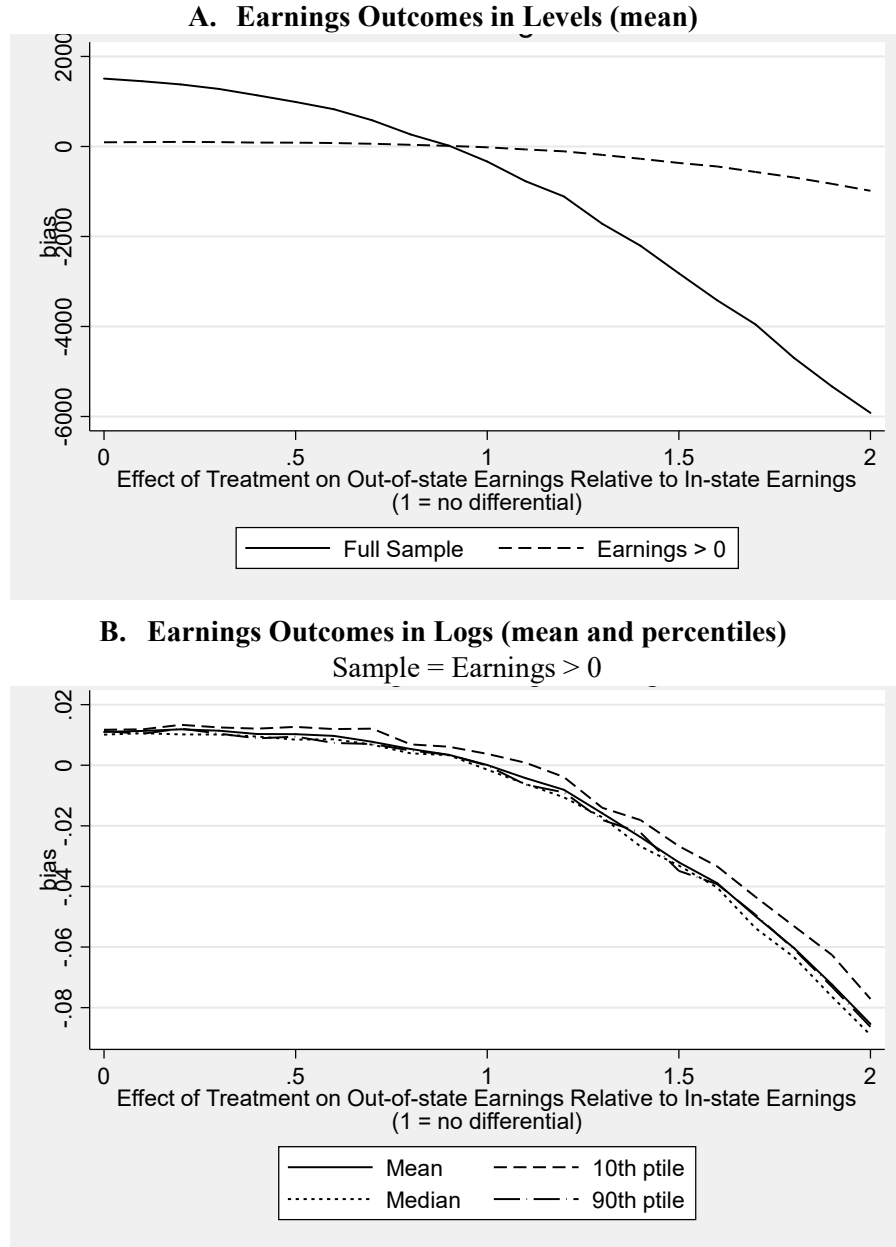 A. Earnings Outcomes in Levels (mean)
2000
0
-2000
-4000
-6000
bias
0 .5 1 1.5 2
Effect of Treatment on Out-of-state Earnings Relative to In-state Earnings
(1 = no differential)
Full Sample Earnings > 0
B. Earnings Outcomes in Logs (mean and percentiles)
Sample = Earnings > 0
.02
0
-.02
-.04
-.06
-.08
bias
0 .5 1 1.5 2
Effect of Treatment on Out-of-state Earnings Relative to In-state Earnings
(1 = no differential)
Mean 10th ptile
Median 90th ptile